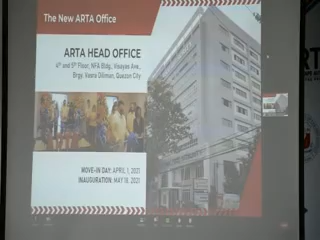 The New ARTA Office
ARTA HEAD OFFICE
4th and 5th Floor, NFA Bldg., Visayas Ave.,
Brgy. Vasra Diliman, Quezon City
MOVE-IN DAY: APRIL 1, 2021
INAUGURATION: MAY 19, 2021